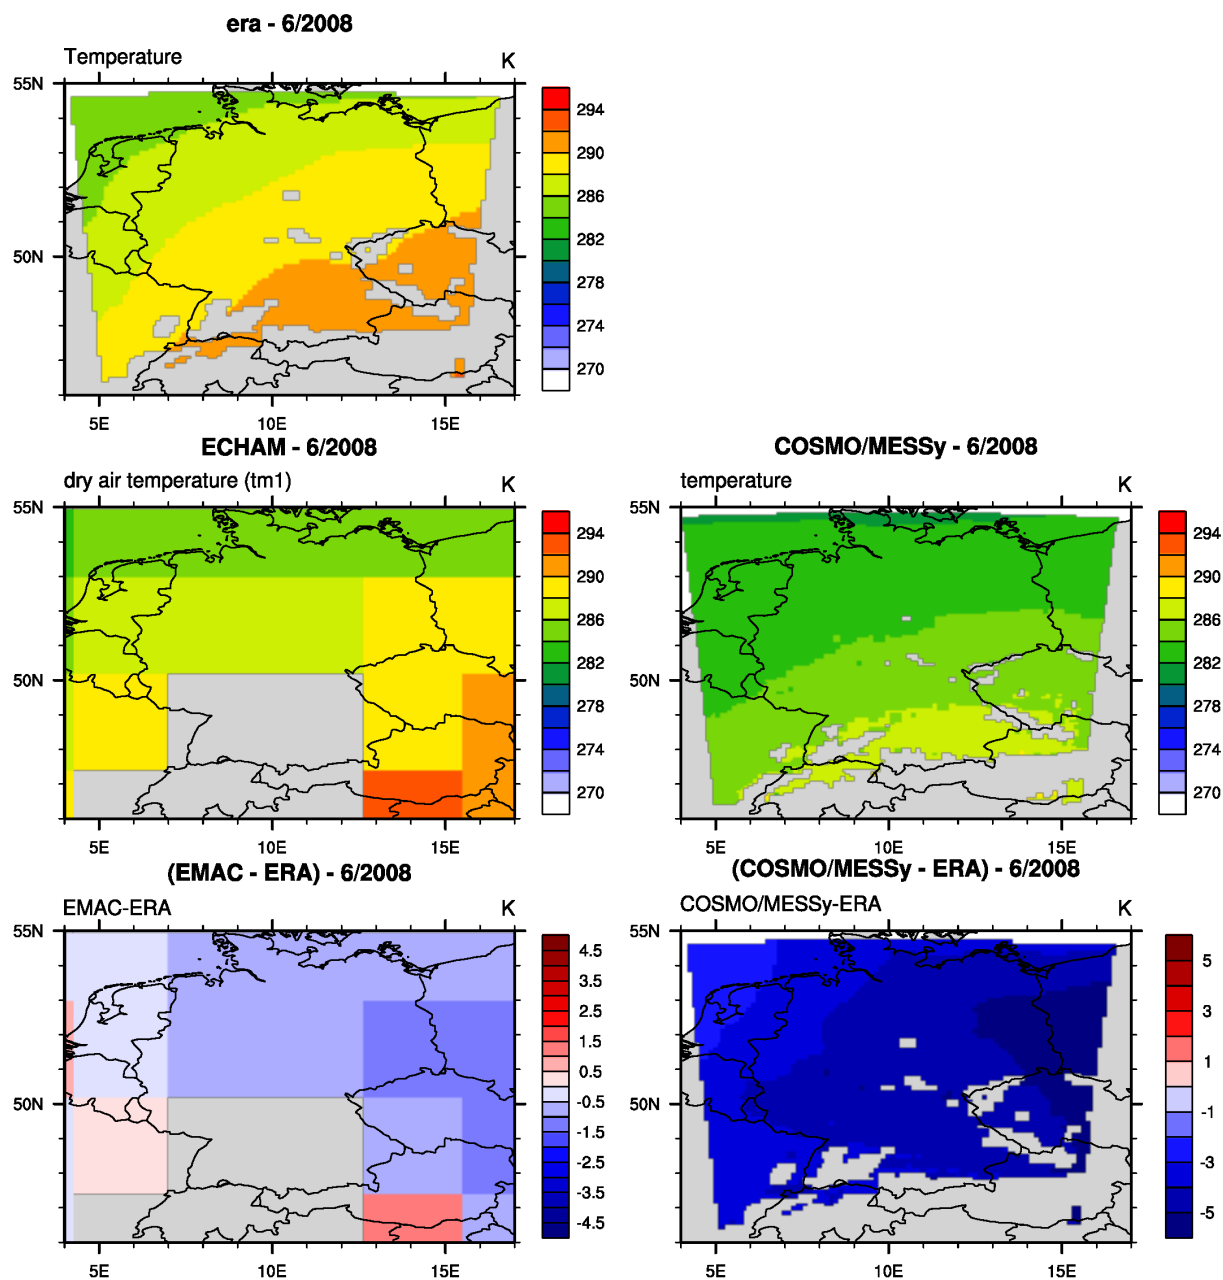 era - 6/2008
Temperature K
55N
50N
5E 10E 15E
294
290
286
282
278
274
270
ECHAM - 6/2008
dry air temperature (tm1) K
55N
50N
5E 10E 15E
294
290
286
282
278
274
270
COSMO/MESSy - 6/2008
temperature K
55N
50N
5E 10E 15E
294
290
286
282
278
274
270
(EMAC - ERA) - 6/2008
EMAC-ERA K
55N
50N
5E 10E 15E
4.5
3.5
2.5
1.5
0.5
-0.5
-1.5
-2.5
-3.5
-4.5
(COSMO/MESSy - ERA) - 6/2008
COSMO/MESSy-ERA K
55N
50N
5E 10E 15E
5
3
1
-1
-3
-5